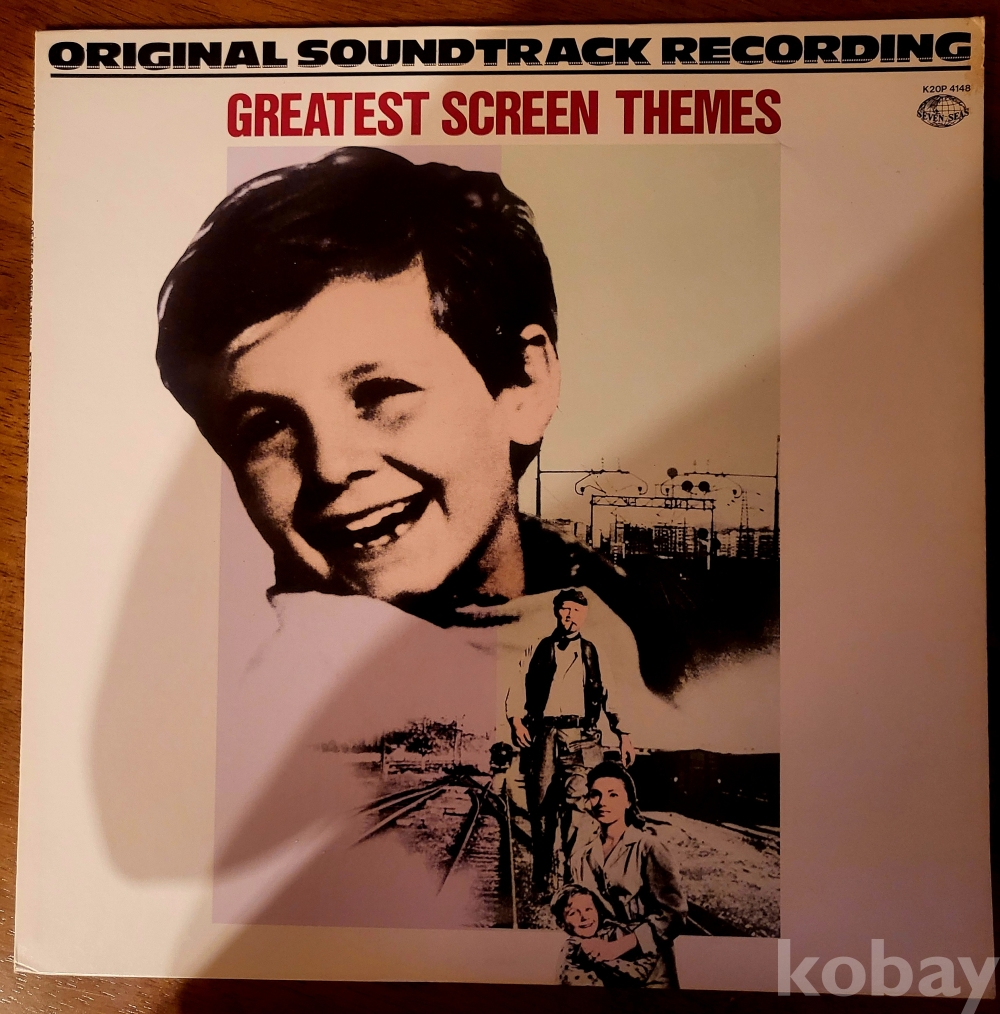 ORIGINAL SOUNDTRACK RECORDING
K20P 4148
SEVEN SEAS
GREATEST SCREEN THEMES
kobay